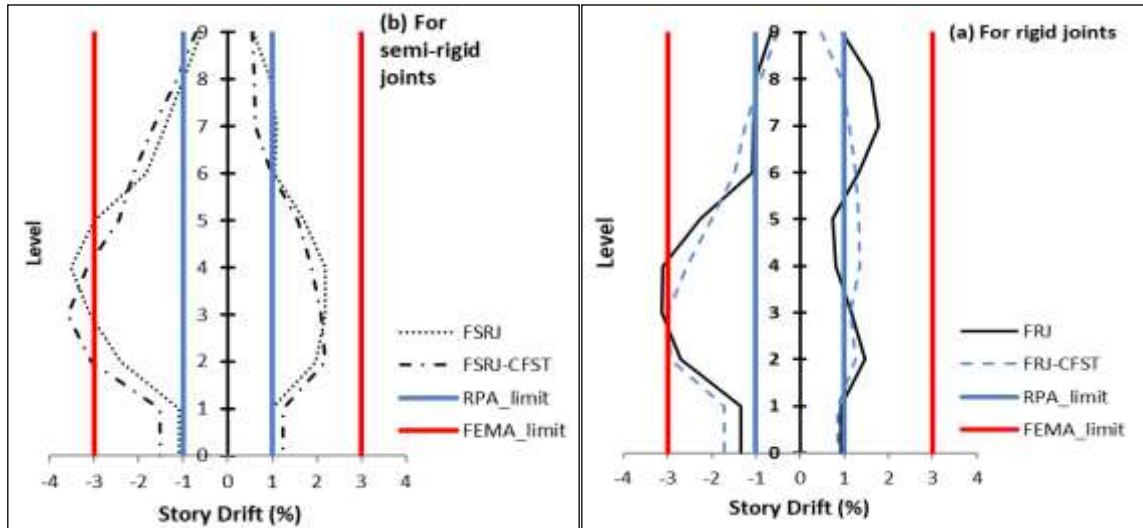 (b) For
semi-rigid
joints
9
8
7
6
5
4
3
2
1
0
Level
FSRJ
FSRJ-CFST
RPA_limit
FEMA_limit
-4 -3 -2 -1 0 1 2 3 4
Story Drift (%)
(a) For rigid joints
9
8
7
6
5
4
3
2
1
0
Level
FRJ
FRJ-CFST
RPA_limit
FEMA_limit
-4 -3 -2 -1 0 1 2 3 4
Story Drift (%)